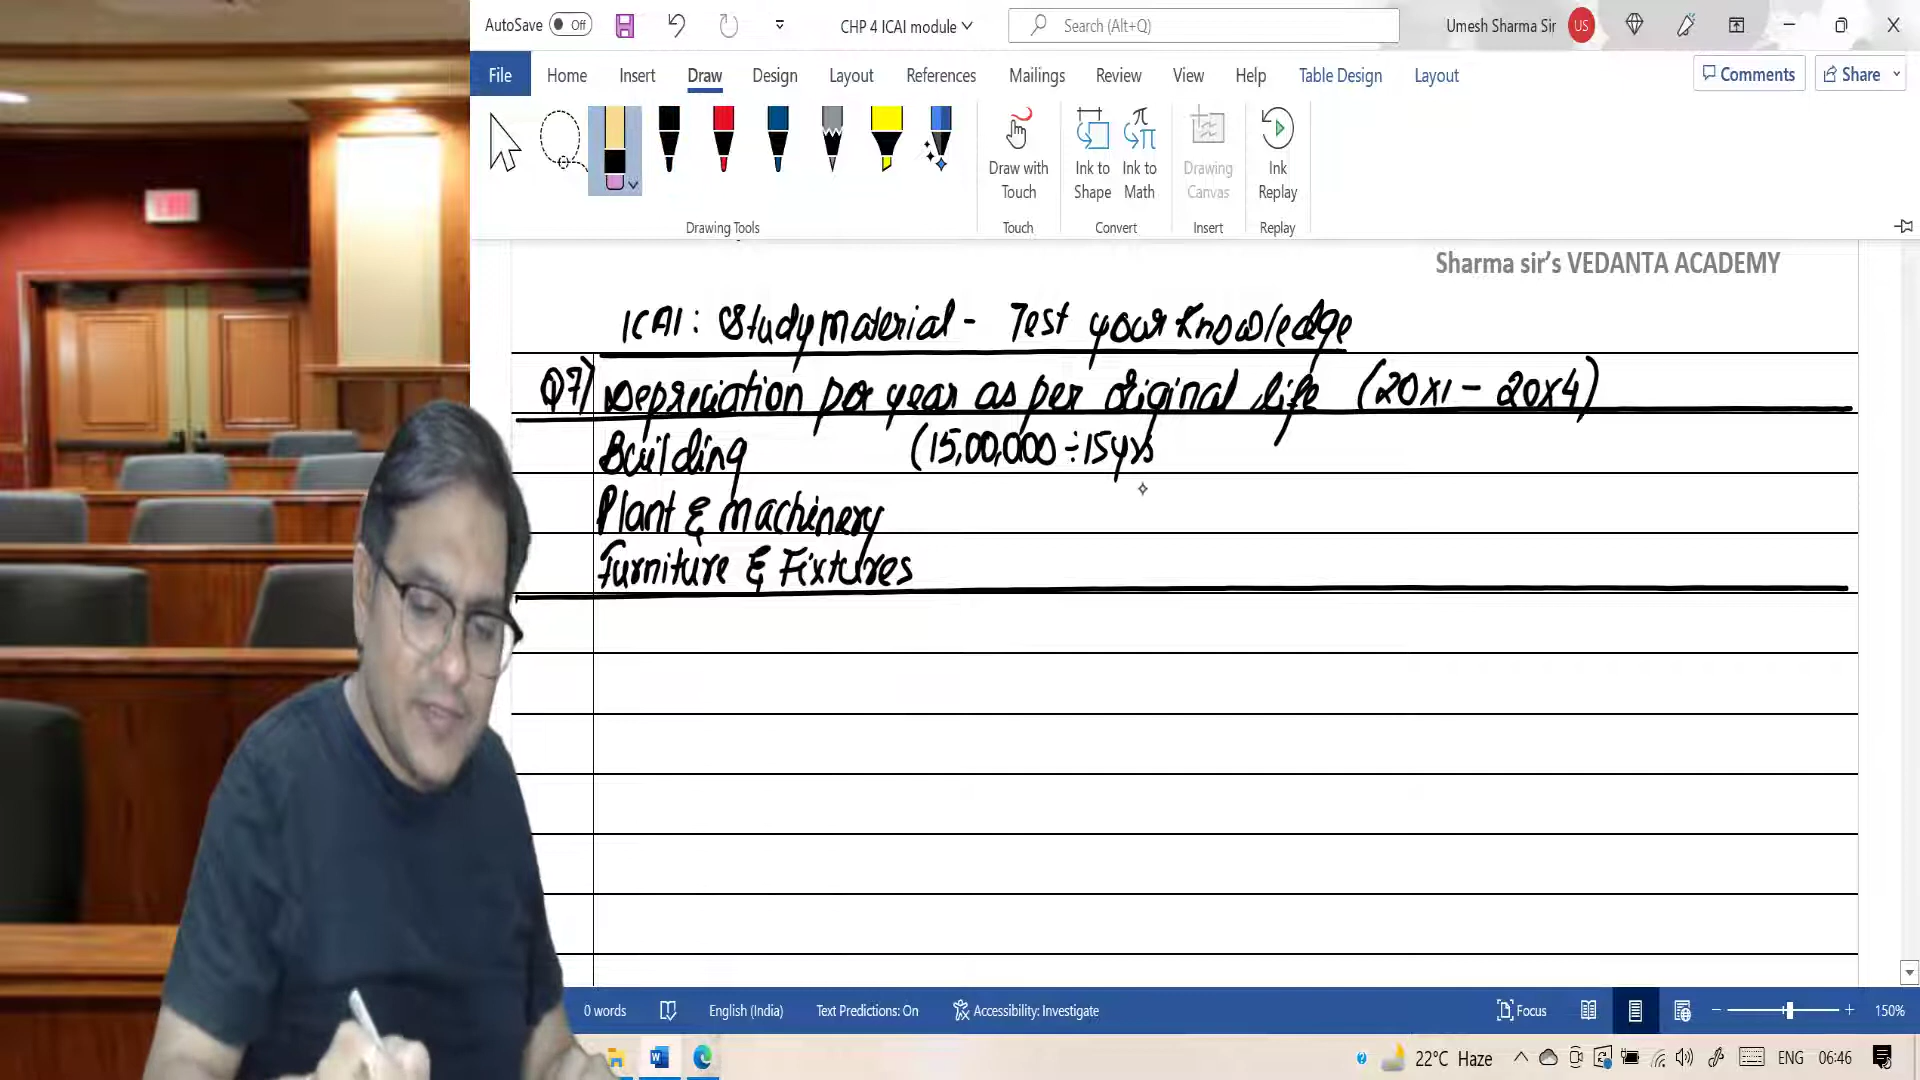 AutoSave Off CHP 4 ICAI module Search (Alt+Q) Umesh Sharma Sir US
File Home Insert Draw Design Layout References Mailings Review View Help Table Design Layout Comments Share
Draw with Touch
Ink to Shape
Ink to Math
Drawing Canvas
Ink Replay
Drawing Tools Touch Convert Insert Replay
Sharma sir's VEDANTA ACADEMY
ICAI: Study Material - Test your Knowledge
Q7) Depreciation per year as per original life (20x1 - 20x4)
Building (15,00,000 ÷ 15yrs
Plant & Machinery
Furniture & Fixtures
0 words English (India) Text Predictions: On Accessibility: Investigate Focus 150%
22°C Haze ENG 06:46